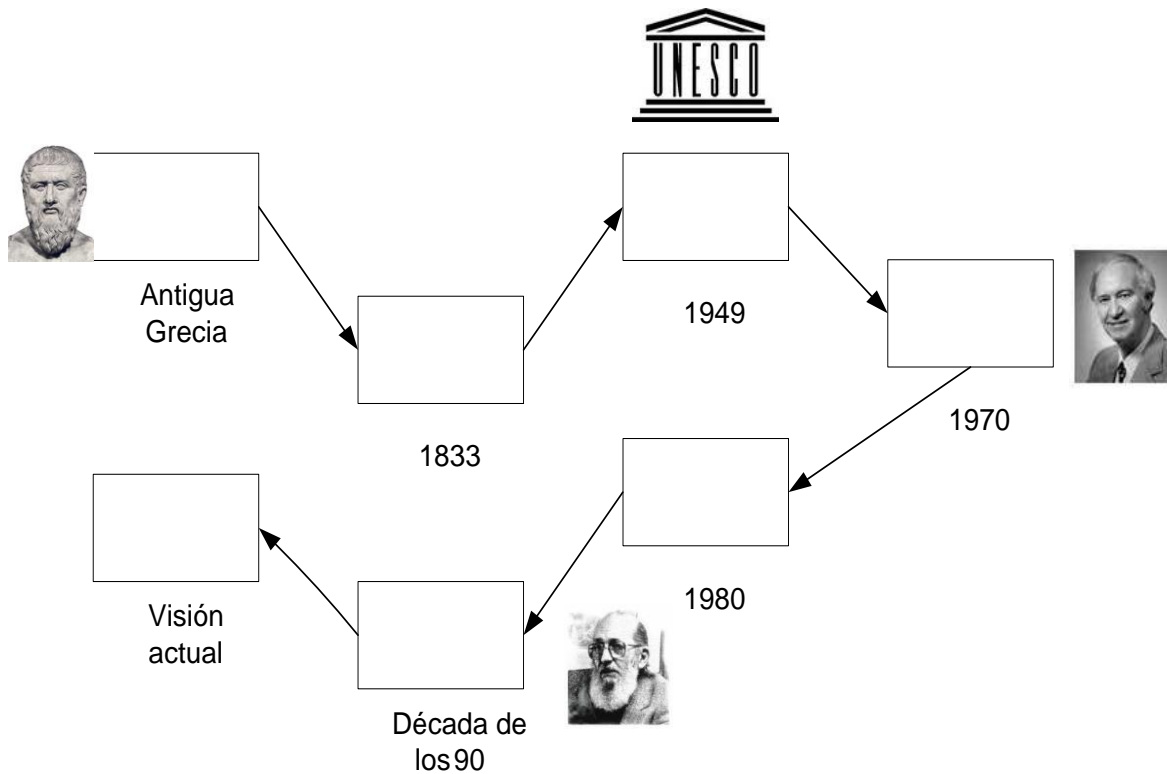 UNESCO
Antigua
Grecia
1833
1949
1970
1980
Década de
los 90
Visión
actual